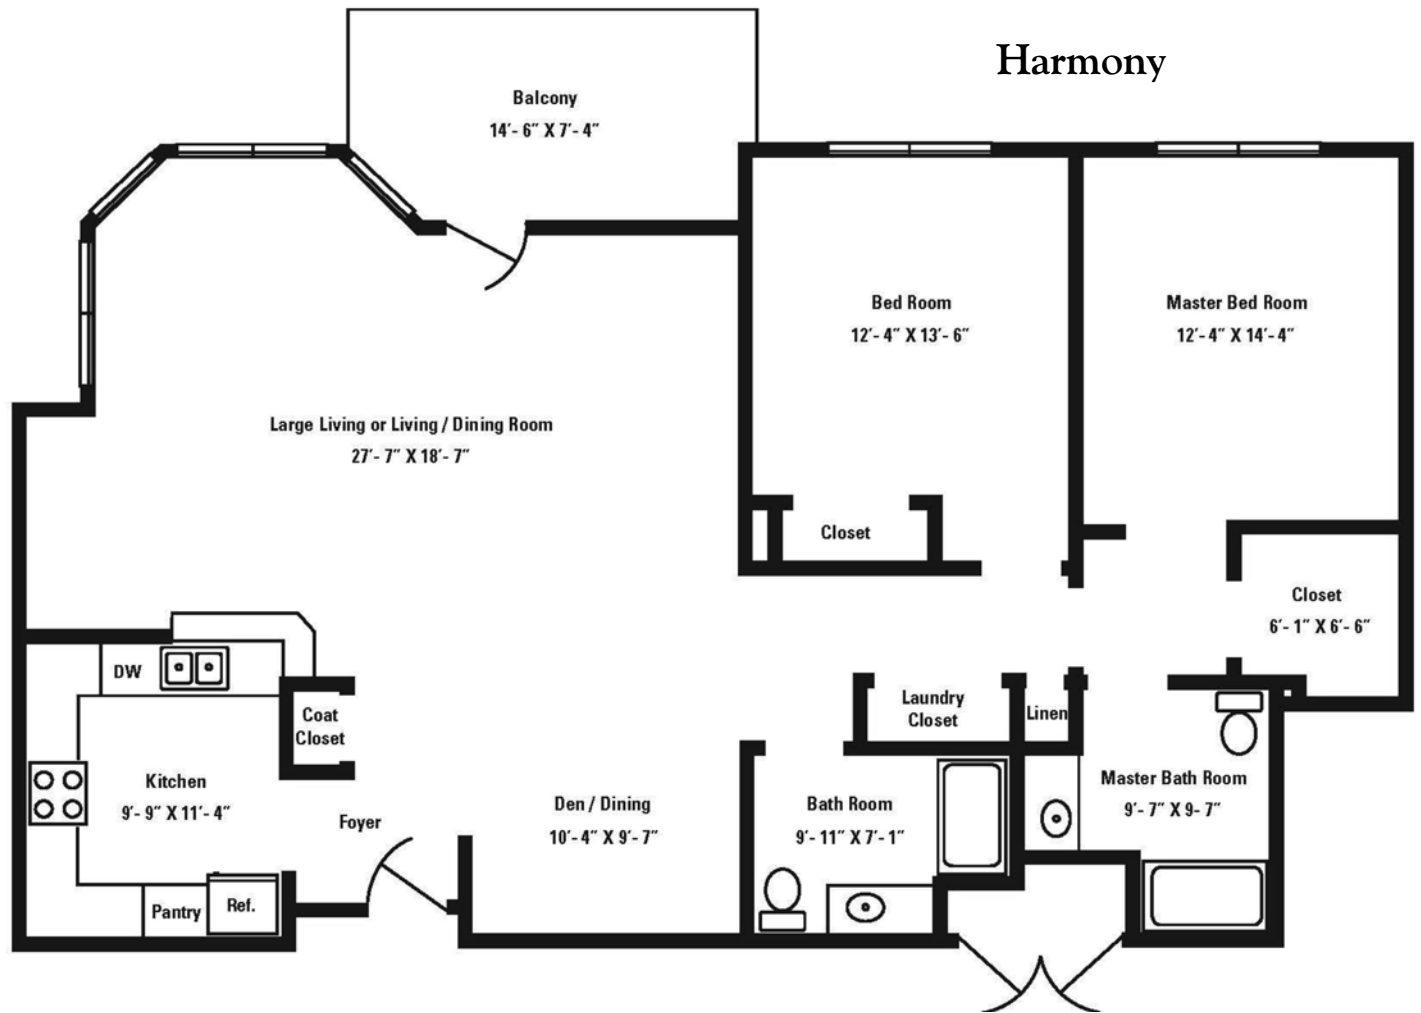 Harmony
Balcony
14'- 6" X 7'- 4"
Bed Room
12'- 4" X 13'- 6"
Master Bed Room
12'- 4" X 14'- 4"
Large Living or Living / Dining Room
27'- 7" X 18'- 7"
Closet
Closet
6'- 1" X 6'- 6"
DW
Coat
Closet
Laundry
Closet
Linen
Kitchen
9'- 9" X 11'- 4"
Foyer
Den / Dining
10'- 4" X 9'- 7"
Bath Room
9'- 11" X 7'- 1"
Master Bath Room
9'- 7" X 9- 7"
Pantry
Ref.